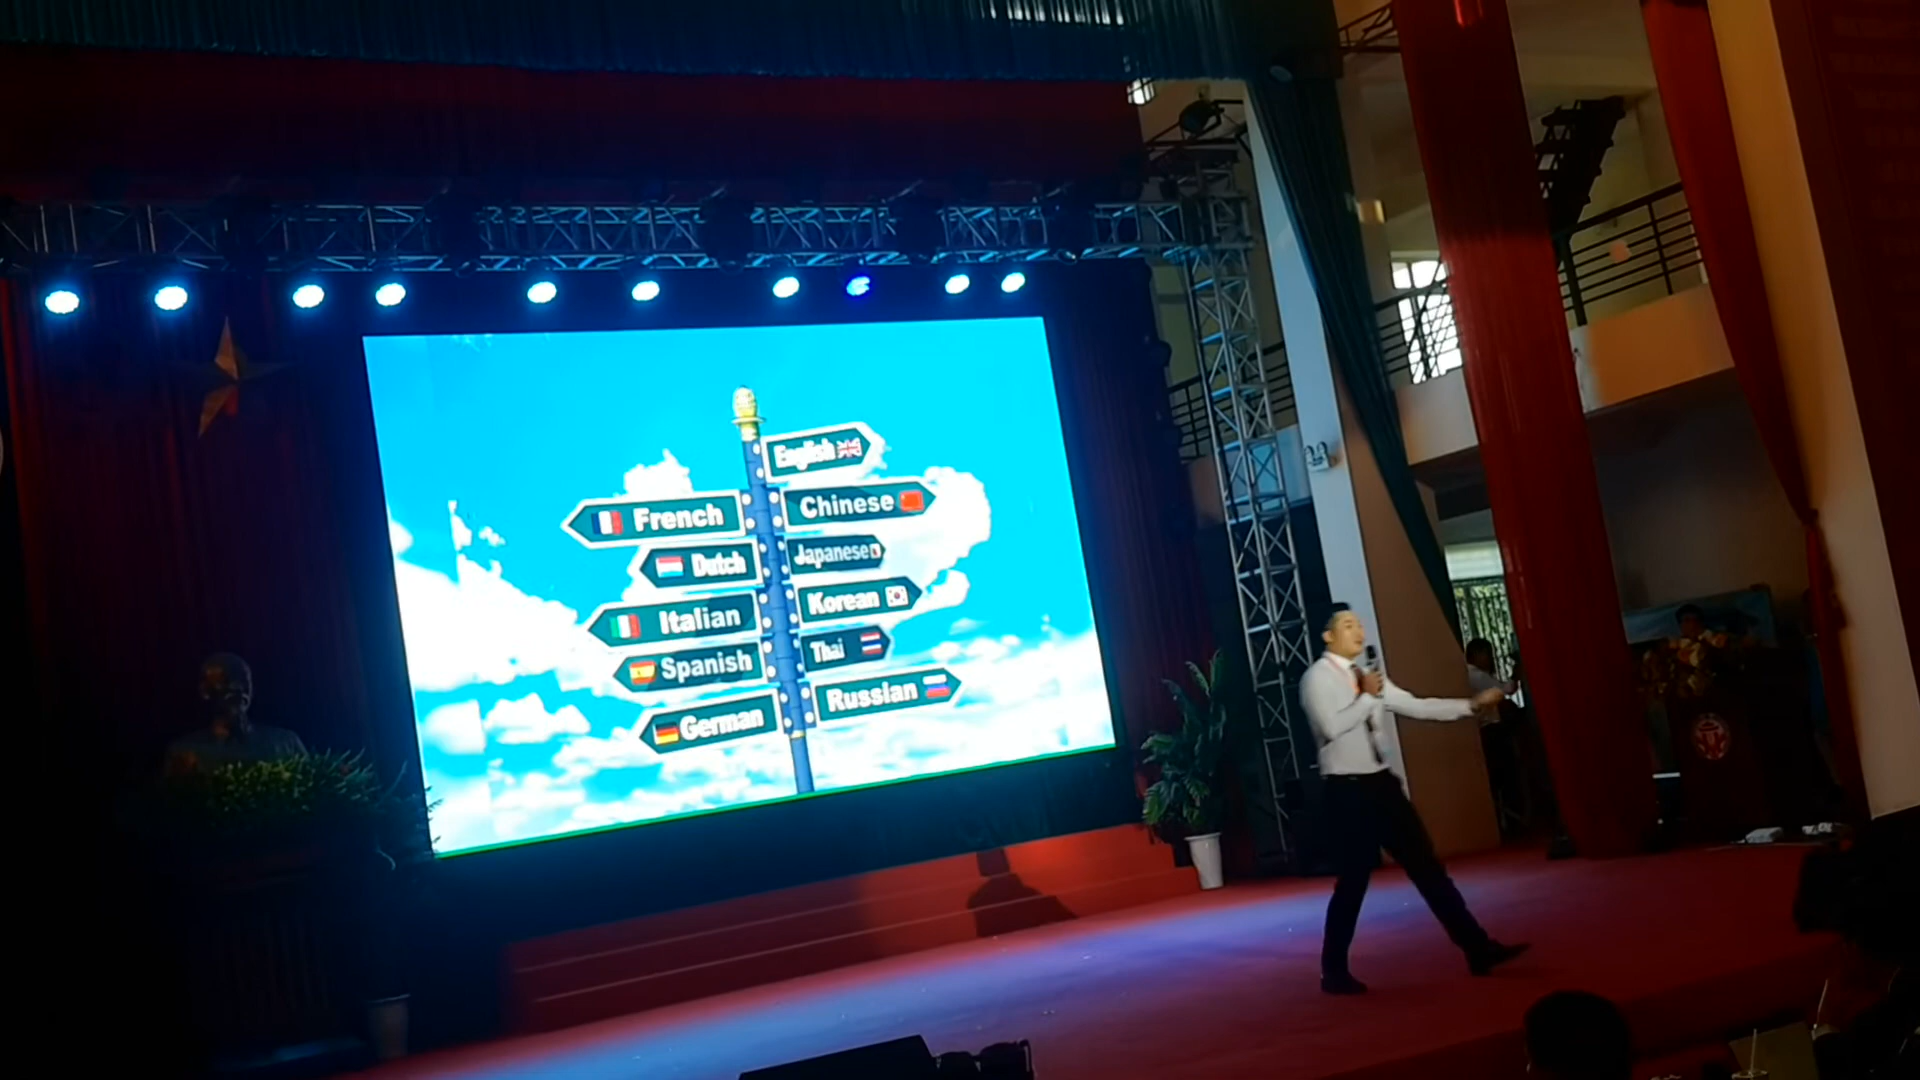 English
French
Chinese
Dutch
Japanese
Italian
Korean
Spanish
Thai
German
Russian